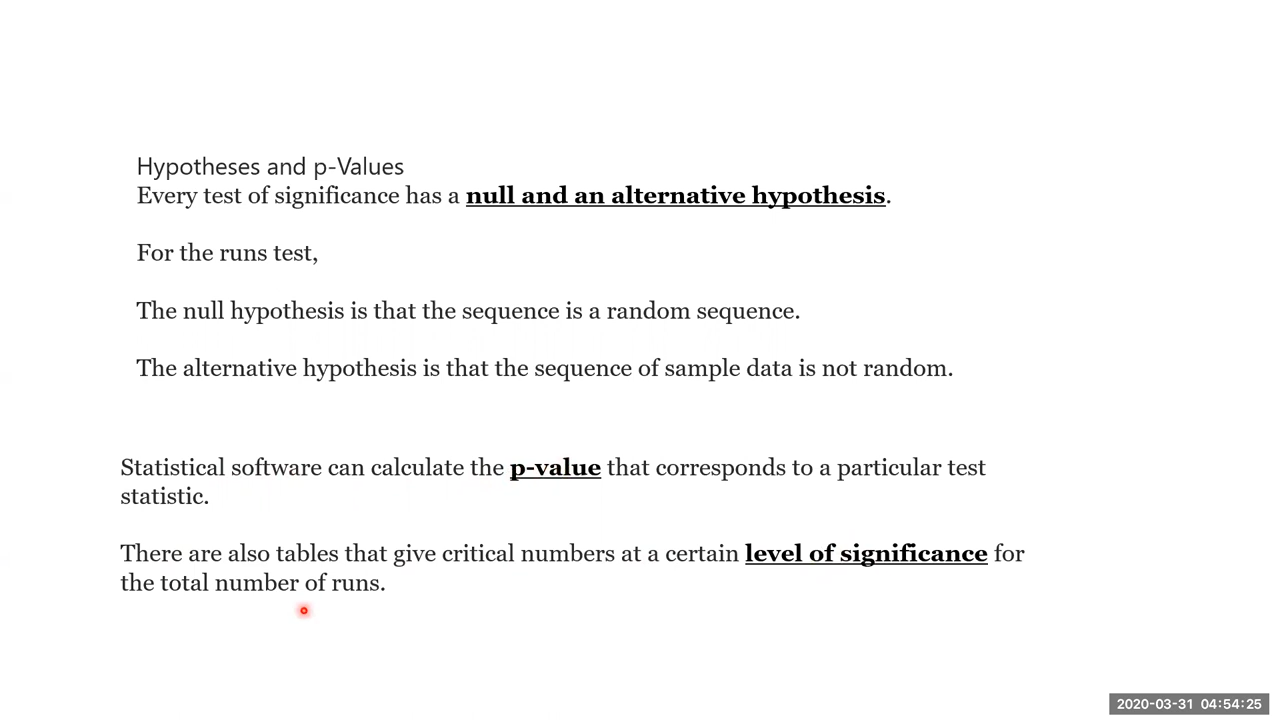 Hypotheses and p-Values
Every test of significance has a null and an alternative hypothesis.
For the runs test,
The null hypothesis is that the sequence is a random sequence.
The alternative hypothesis is that the sequence of sample data is not random.
Statistical software can calculate the p-value that corresponds to a particular test
statistic.
There are also tables that give critical numbers at a certain level of significance for
the total number of runs.
2020-03-31 04:54:25